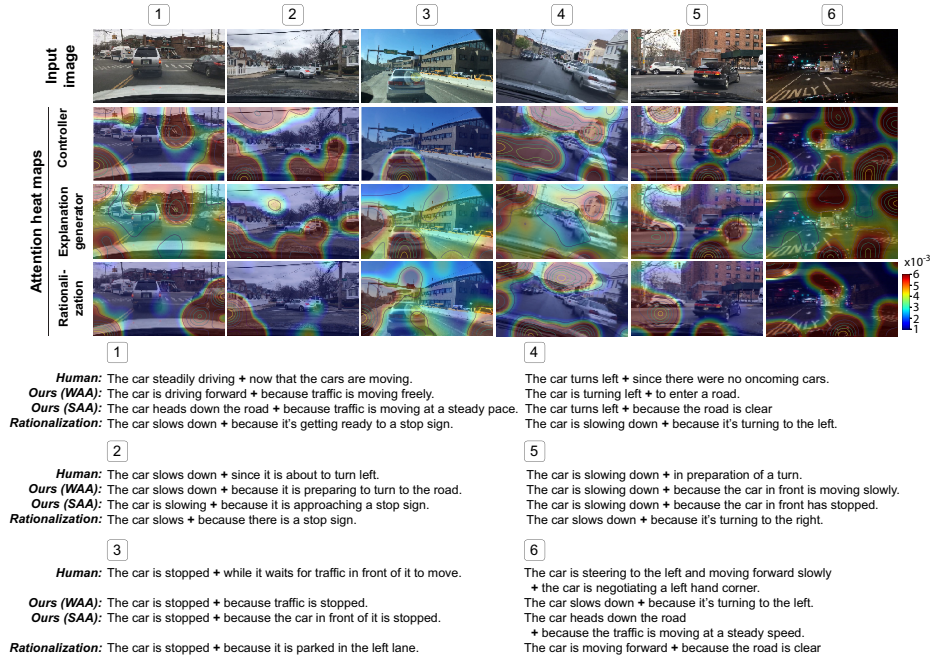 1 2 3 4 5 6
Input image
Attention heat maps
Controller
Explanation generator
Rationali- zation
ONLY
ONLY
ONLY
x10⁻³
6
5
4
3
2
1
1
Human: The car steadily driving + now that the cars are moving.
Ours (WAA): The car is driving forward + because traffic is moving freely.
Ours (SAA): The car heads down the road + because traffic is moving at a steady pace.
Rationalization: The car slows down + because it's getting ready to a stop sign.
4
The car turns left + since there were no oncoming cars.
The car is turning left + to enter a road.
The car turns left + because the road is clear
The car is slowing down + because it's turning to the left.
2
Human: The car slows down + since it is about to turn left.
Ours (WAA): The car slows down + because it is preparing to turn to the road.
Ours (SAA): The car is slowing + because it is approaching a stop sign.
Rationalization: The car slows + because there is a stop sign.
5
The car is slowing down + in preparation of a turn.
The car is slowing down + because the car in front is moving slowly.
The car is slowing down + because the car in front has stopped.
The car slows down + because it's turning to the right.
3
Human: The car is stopped + while it waits for traffic in front of it to move.
Ours (WAA): The car is stopped + because traffic is stopped.
Ours (SAA): The car is stopped + because the car in front of it is stopped.
Rationalization: The car is stopped + because it is parked in the left lane.
6
The car is steering to the left and moving forward slowly
+ the car is negotiating a left hand corner.
The car slows down + because it's turning to the left.
The car heads down the road
+ because the traffic is moving at a steady speed.
The car is moving forward + because the road is clear